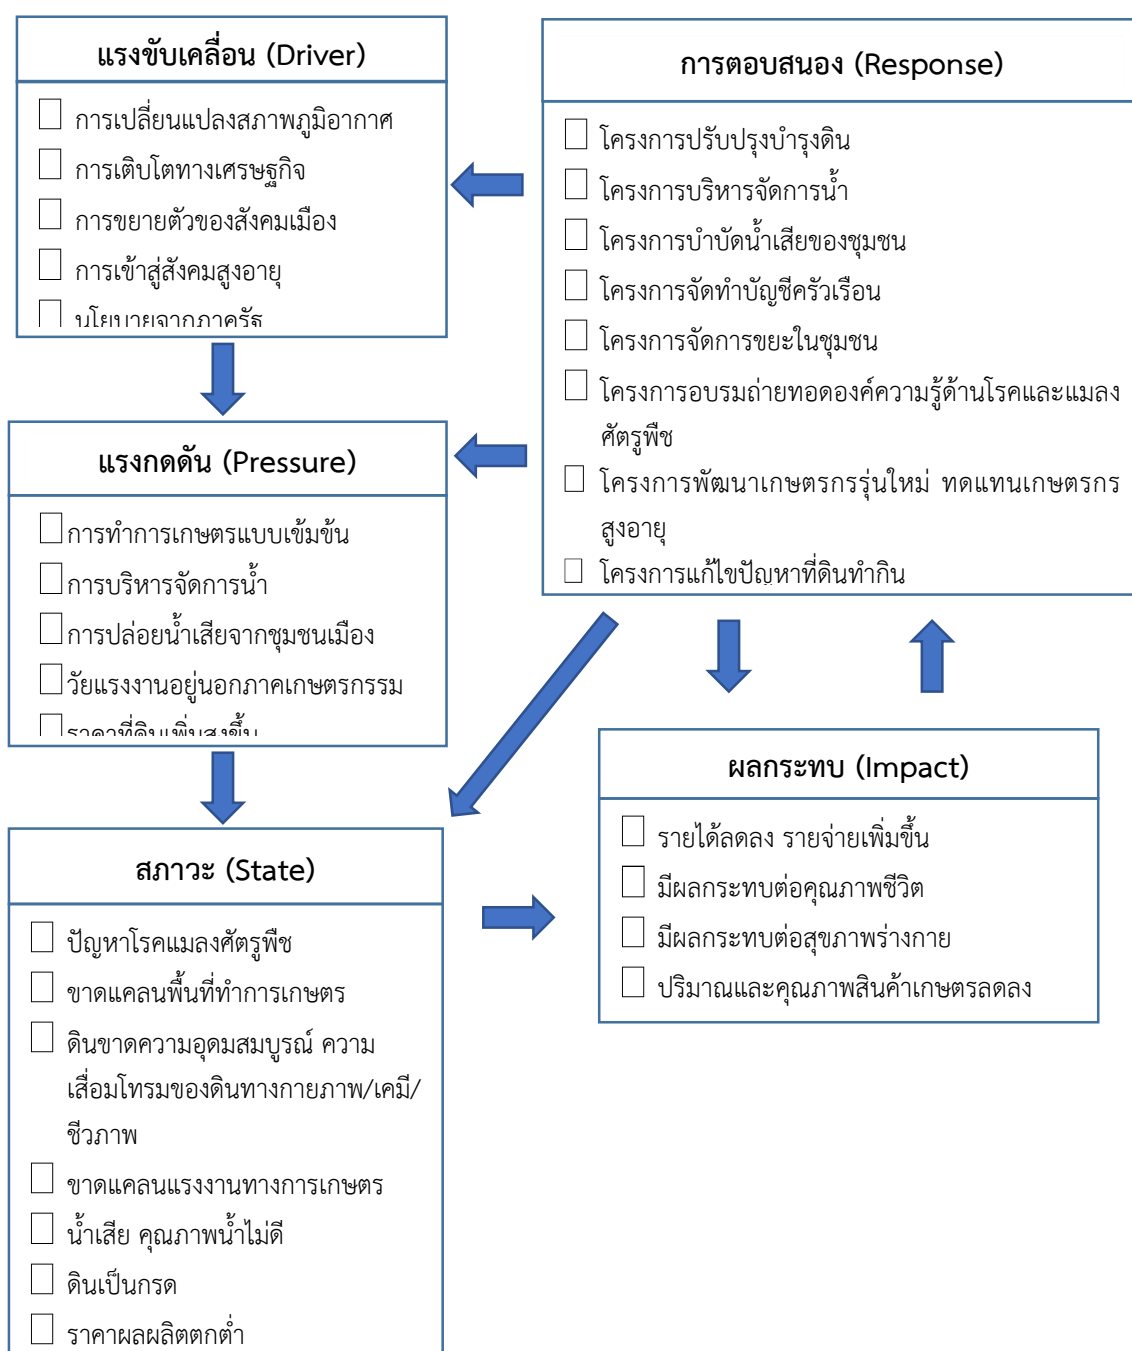 แรงขับเคลื่อน (Driver)
การเปลี่ยนแปลงสภาพภูมิอากาศ
การเติบโตทางเศรษฐกิจ
การขยายตัวของสังคมเมือง
การเข้าสู่สังคมสูงอายุ
นโยบายจากภาครัฐ
การตอบสนอง (Response)
โครงการปรับปรุงบำรุงดิน
โครงการบริหารจัดการน้ำ
โครงการบำบัดน้ำเสียของชุมชน
โครงการจัดทำบัญชีครัวเรือน
โครงการจัดการขยะในชุมชน
โครงการอบรมถ่ายทอดองค์ความรู้ด้านโรคและแมลง
ศัตรูพืช
โครงการพัฒนาเกษตรกรรุ่นใหม่ ทดแทนเกษตรกร
สูงอายุ
โครงการแก้ไขปัญหาที่ดินทำกิน
แรงกดดัน (Pressure)
การทำการเกษตรแบบเข้มข้น
การบริหารจัดการน้ำ
การปล่อยน้ำเสียจากชุมชนเมือง
วัยแรงงานอยู่นอกภาคเกษตรกรรม
ราคาที่ดินเพิ่มสูงขึ้น
สภาวะ (State)
ปัญหาโรคแมลงศัตรูพืช
ขาดแคลนพื้นที่ทำการเกษตร
ดินขาดความอุดมสมบูรณ์ ความ
เสื่อมโทรมของดินทางกายภาพ/เคมี/
ชีวภาพ
ขาดแคลนแรงงานทางการเกษตร
น้ำเสีย คุณภาพน้ำไม่ดี
ดินเป็นกรด
ราคาผลผลิตตกต่ำ
ผลกระทบ (Impact)
รายได้ลดลง รายจ่ายเพิ่มขึ้น
มีผลกระทบต่อคุณภาพชีวิต
มีผลกระทบต่อสุขภาพร่างกาย
ปริมาณและคุณภาพสินค้าเกษตรลดลง